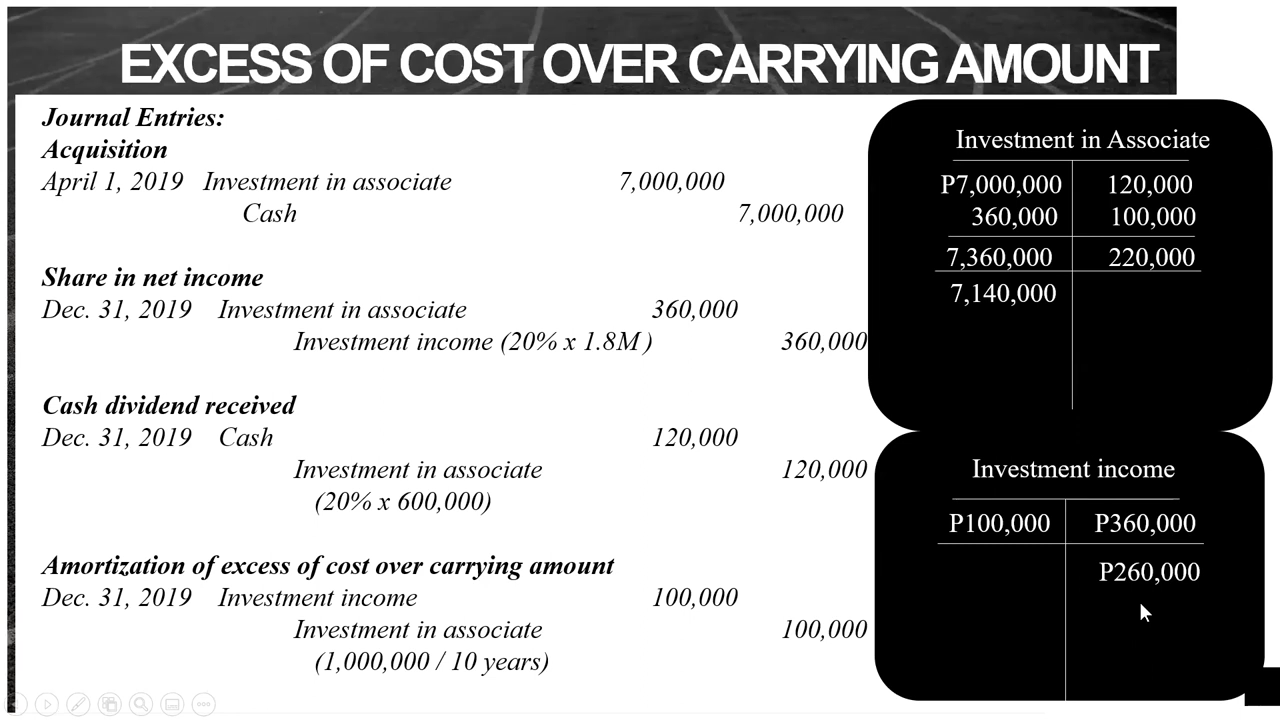 EXCESS OF COST OVER CARRYING AMOUNT
Journal Entries:
Acquisition
April 1, 2019 Investment in associate 7,000,000
Cash 7,000,000
Share in net income
Dec. 31, 2019 Investment in associate 360,000
Investment income (20% x 1.8M ) 360,000
Cash dividend received
Dec. 31, 2019 Cash 120,000
Investment in associate 120,000
(20% x 600,000)
Amortization of excess of cost over carrying amount
Dec. 31, 2019 Investment income 100,000
Investment in associate 100,000
(1,000,000 / 10 years)
Investment in Associate
P7,000,000 120,000
360,000 100,000
7,360,000 220,000
7,140,000
Investment income
P100,000 P360,000
P260,000